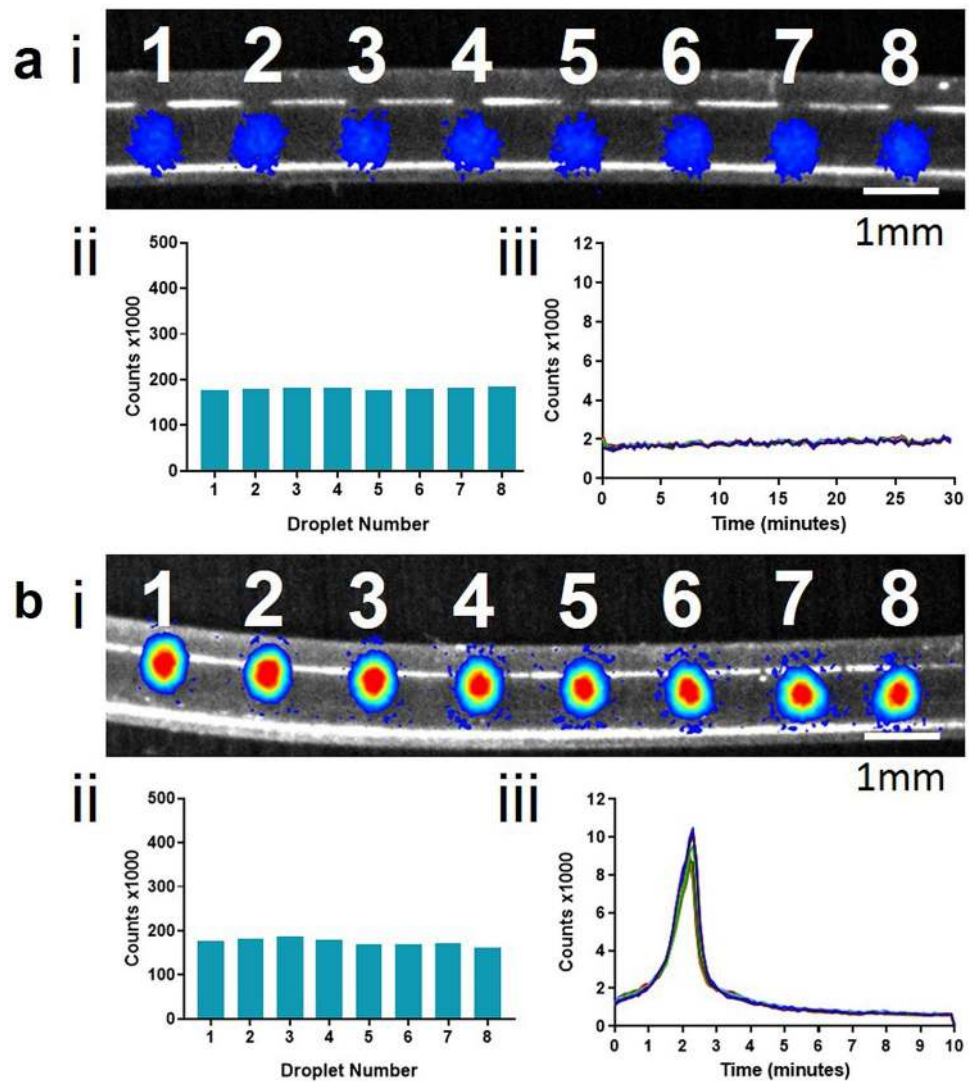 a i 1 2 3 4 5 6 7 8
1mm
ii
500
400
300
200
100
0
Counts x1000
1 2 3 4 5 6 7 8
Droplet Number
iii
12
10
8
6
4
2
0
Counts x1000
0 5 10 15 20 25 30
Time (minutes)
b i 1 2 3 4 5 6 7 8
1mm
ii
500
400
300
200
100
0
Counts x1000
1 2 3 4 5 6 7 8
Droplet Number
iii
12
10
8
6
4
2
0
Counts x1000
0 1 2 3 4 5 6 7 8 9 10
Time (minutes)